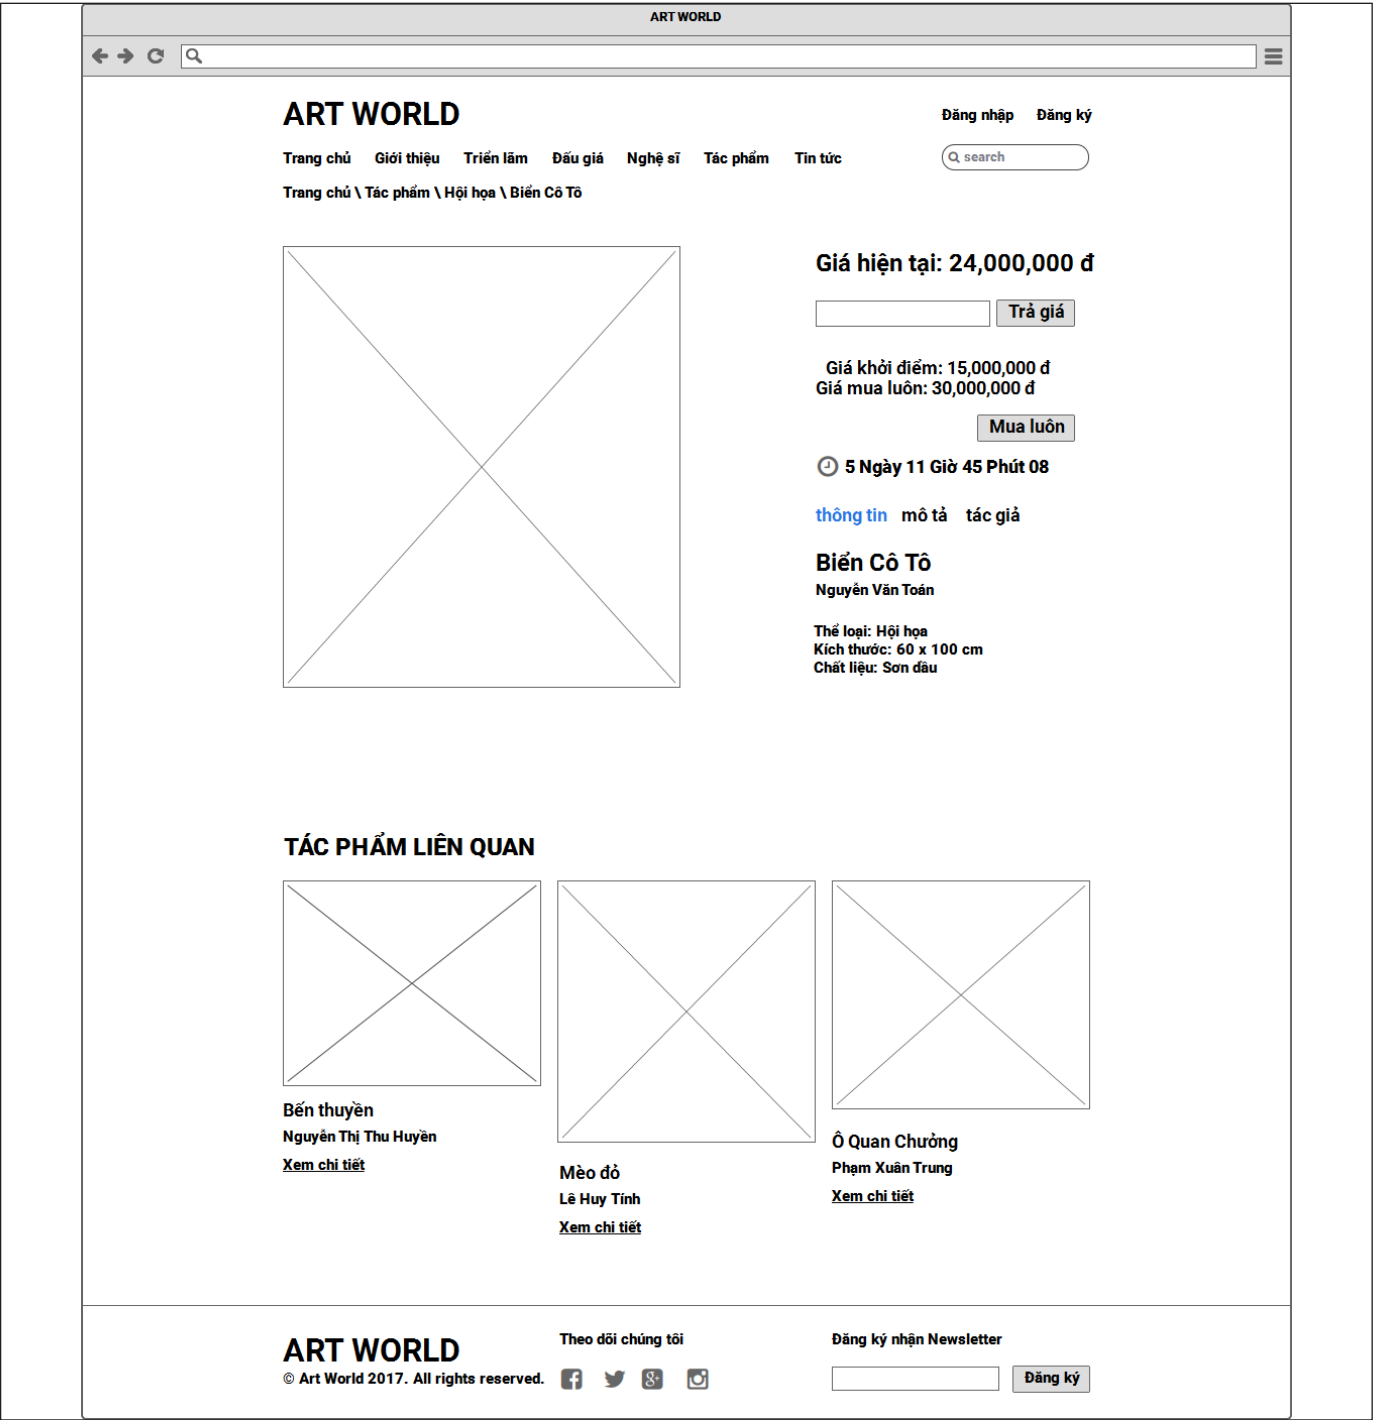 ART WORLD
ART WORLD
Đăng nhập Đăng ký
Trang chủ Giới thiệu Triển lãm Đấu giá Nghệ sĩ Tác phẩm Tin tức
search
Trang chủ \ Tác phẩm \ Hội họa \ Biển Cô Tô
Giá hiện tại: 24,000,000 đ
Trả giá
Giá khởi điểm: 15,000,000 đ
Giá mua luôn: 30,000,000 đ
Mua luôn
5 Ngày 11 Giờ 45 Phút 08
thông tin mô tả tác giả
Biển Cô Tô
Nguyễn Văn Toán
Thể loại: Hội họa
Kích thước: 60 x 100 cm
Chất liệu: Sơn dầu
TÁC PHẨM LIÊN QUAN
Bến thuyền
Nguyễn Thị Thu Huyền
Xem chi tiết
Mèo đỏ
Lê Huy Tính
Xem chi tiết
Ô Quan Chưởng
Phạm Xuân Trung
Xem chi tiết
ART WORLD
© Art World 2017. All rights reserved.
Theo dõi chúng tôi
Đăng ký nhận Newsletter
Đăng ký